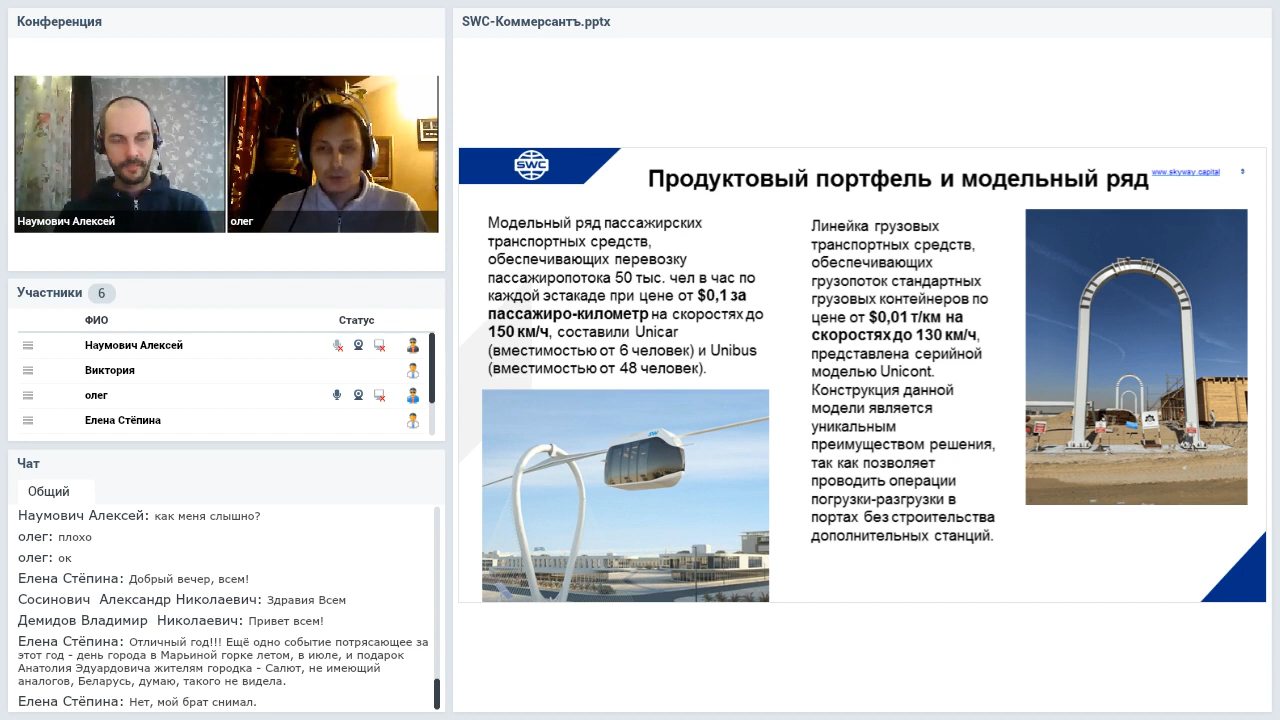 Конференция
Наумович Алексей
олег
Участники 6
ФИО Статус
Наумович Алексей
Виктория
олег
Елена Стёпина
Чат
Общий
Наумович Алексей: как меня слышно?
олег: плохо
олег: ок
Елена Стёпина: Добрый вечер, всем!
Сосинович Александр Николаевич: Здравия Всем
Демидов Владимир Николаевич: Привет всем!
Елена Стёпина: Отличный год!!! Ещё одно событие потрясающее за
этот год - день города в Марьиной горке летом, в июле, и подарок
Анатолия Эдуардовича жителям городка - Салют, не имеющий
аналогов, Беларусь, думаю, такого не видела.
Елена Стёпина: Нет, мой брат снимал.
SWC-Коммерсантъ.pptx
SWC
Продуктовый портфель и модельный ряд
www.skyway.capital
9
Модельный ряд пассажирских
транспортных средств,
обеспечивающих перевозку
пассажиропотока 50 тыс. чел в час по
каждой эстакаде при цене от $0,1 за
пассажиро-километр на скоростях до
150 км/ч, составили Unicar
(вместимостью от 6 человек) и Unibus
(вместимостью от 48 человек).
Линейка грузовых
транспортных средств,
обеспечивающих
грузопоток стандартных
грузовых контейнеров по
цене от $0,01 т/км на
скоростях до 130 км/ч,
представлена серийной
моделью Unicont.
Конструкция данной
модели является
уникальным
преимуществом решения,
так как позволяет
проводить операции
погрузки-разгрузки в
портах без строительства
дополнительных станций.